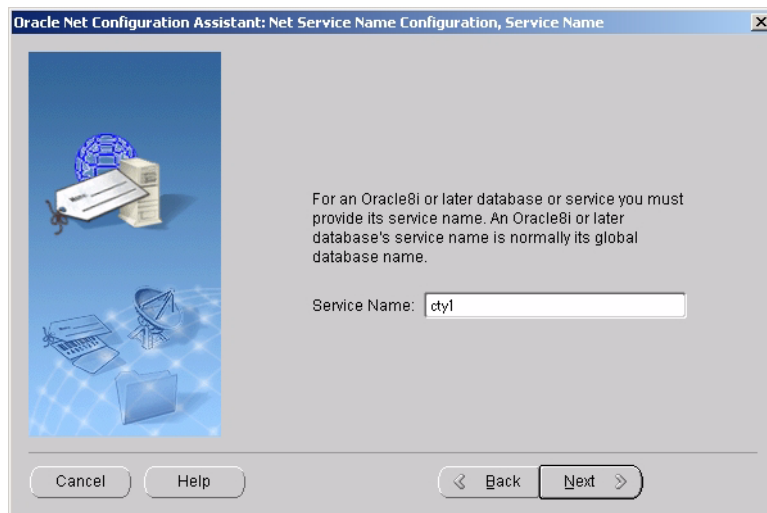 Oracle Net Configuration Assistant: Net Service Name Configuration, Service Name
For an Oracle8i or later database or service you must
provide its service name. An Oracle8i or later
database's service name is normally its global
database name.
Service Name: cty1
Cancel Help Back Next